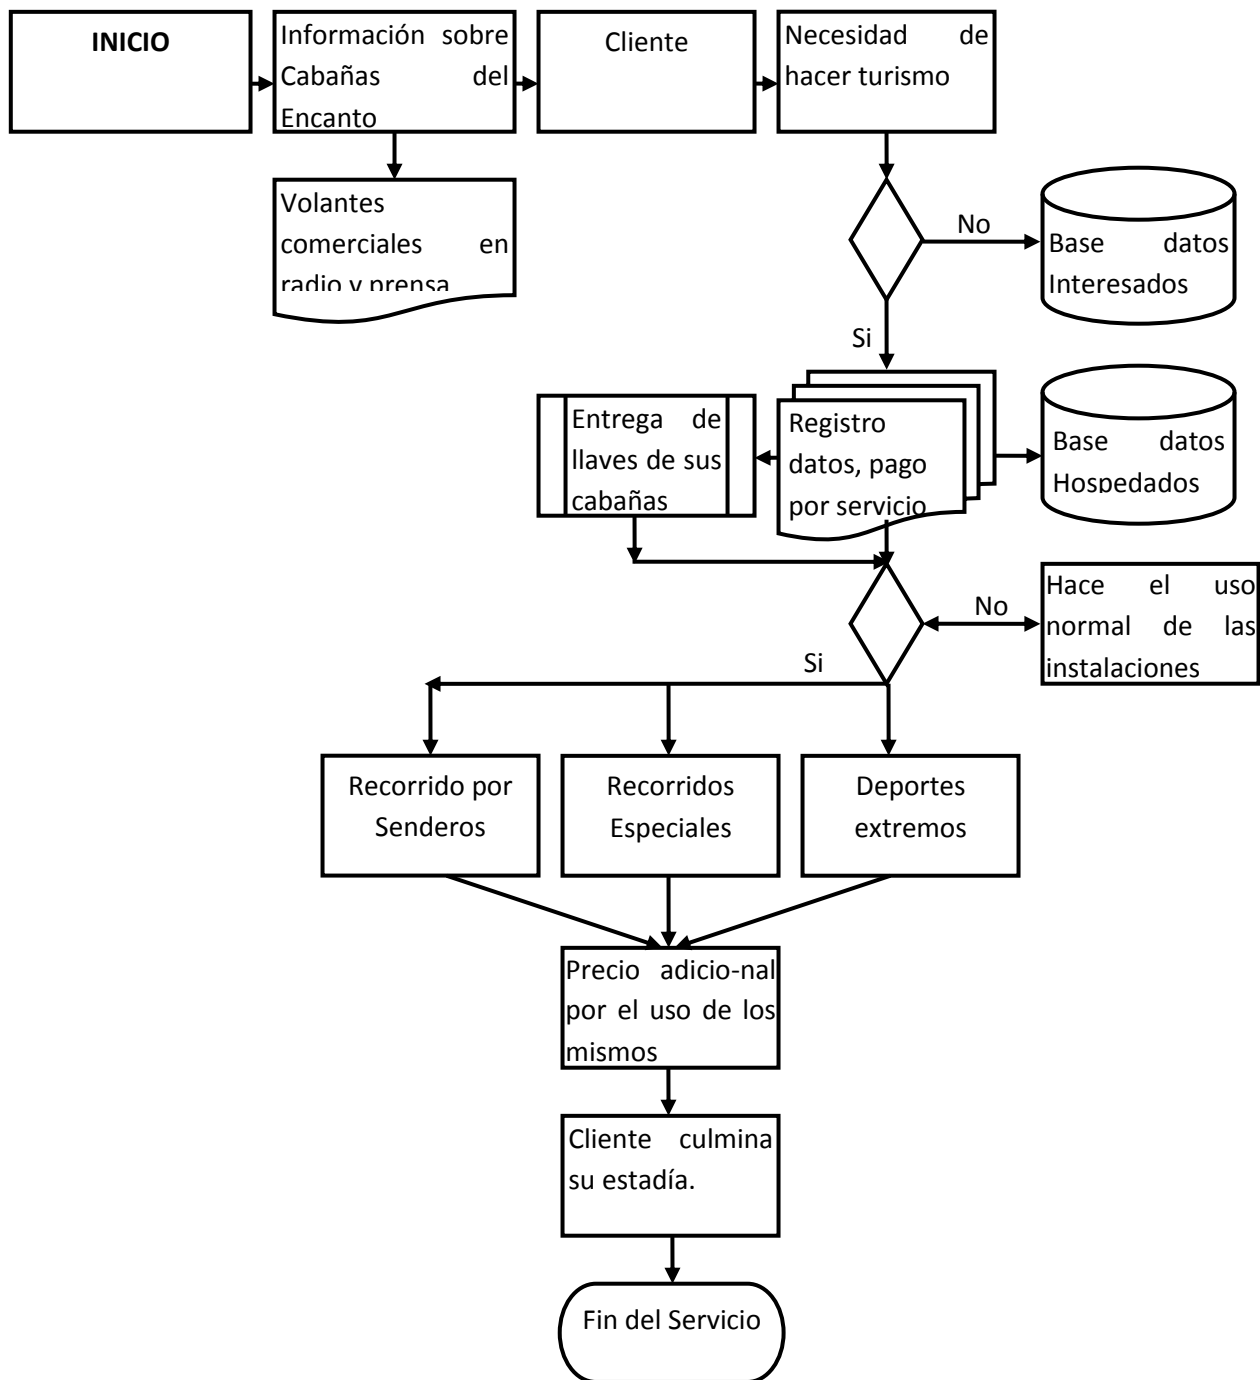 INICIO
Información sobre
Cabañas del
Encanto
Cliente
Necesidad de
hacer turismo
Volantes
comerciales en
radio y prensa
No
Base datos
Interesados
Si
Entrega de
llaves de sus
cabañas
Registro
datos, pago
por servicio
Base datos
Hospedados
No
Hace el uso
normal de las
instalaciones
Si
Recorrido por
Senderos
Recorridos
Especiales
Deportes
extremos
Precio adicio-nal
por el uso de los
mismos
Cliente culmina
su estadía.
Fin del Servicio